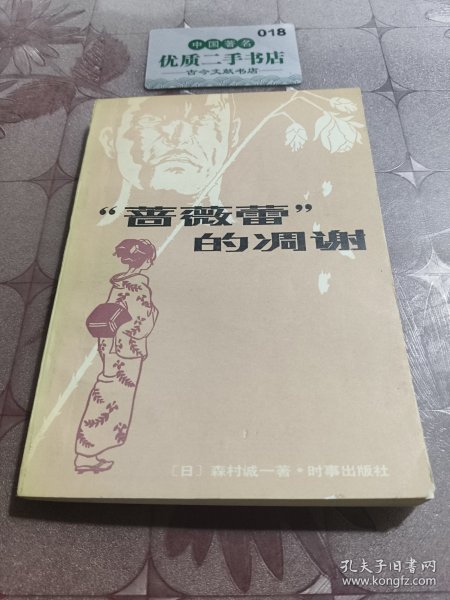 018
中国著名
优质二手书店
古今文献书店
“蔷薇蕾”
的凋谢
〔日〕森村诚一著·时事出版社
孔夫子旧书网
www.kongfz.com